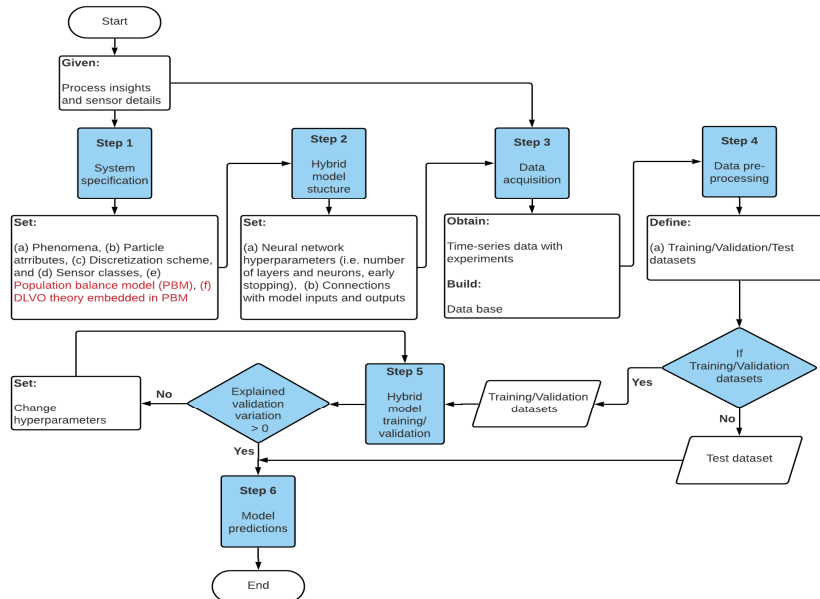 Start
Given:
Process insights
and sensor details
Step 1
System
specification
Step 2
Hybrid
model
stucture
Step 3
Data
acquisition
Step 4
Data pre-
processing
Set:
(a) Phenomena, (b) Particle
atrributes, (c) Discretization scheme,
and (d) Sensor classes, (e)
Population balance model (PBM), (f)
DLVO theory embedded in PBM
Set:
(a) Neural network
hyperparameters (i.e. number
of layers and neurons, early
stopping), (b) Connections
with model inputs and outputs
Obtain:
Time-series data with
experiments
Build:
Data base
Define:
(a) Training/Validation/Test
datasets
If
Training/Validation
datasets
Yes
No
Training/Validation
datasets
Test dataset
Step 5
Hybrid
model
training/
validation
Explained
validation
variation
> 0
No
Yes
Set:
Change
hyperparameters
Step 6
Model
predictions
End